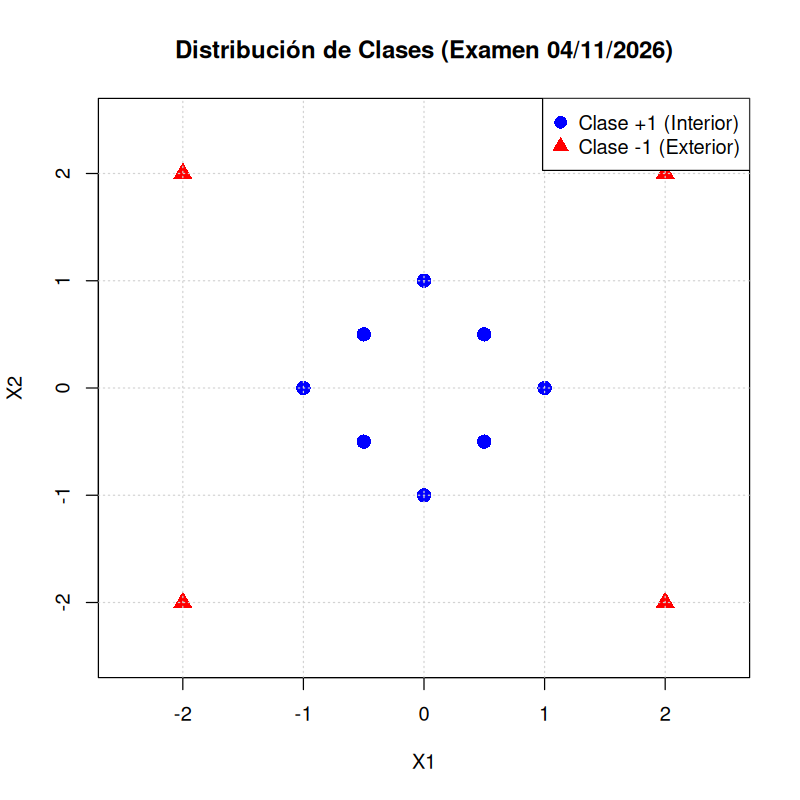 Distribución de Clases (Examen 04/11/2026)
Clase +1 (Interior)
Clase -1 (Exterior)
2
1
0
-1
-2
X2
-2 -1 0 1 2
X1